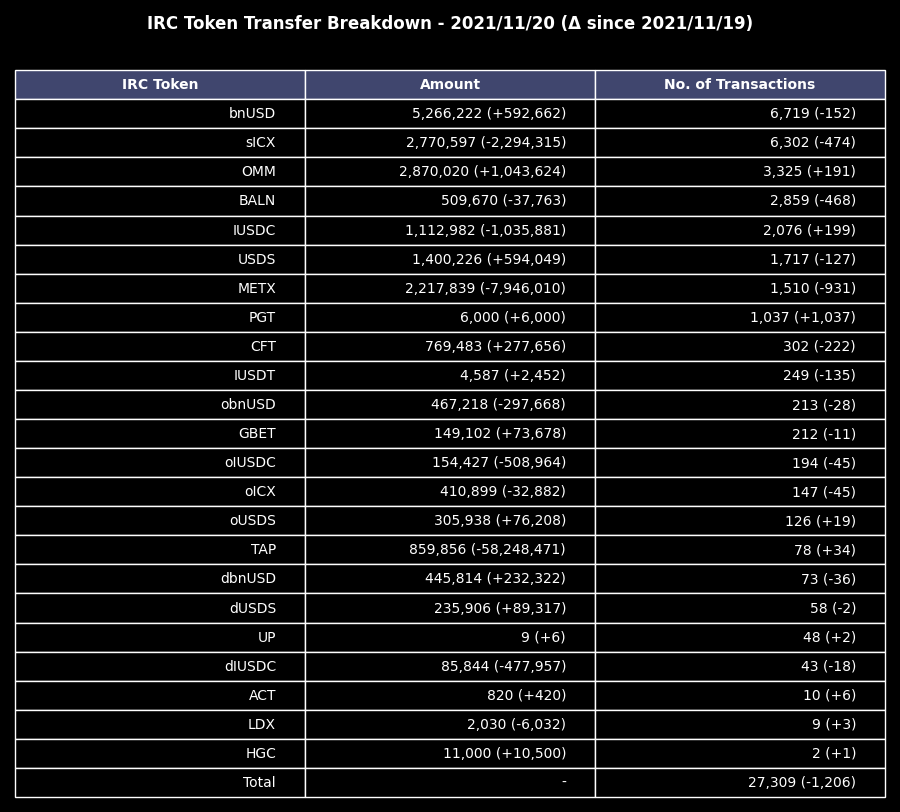 IRC Token Transfer Breakdown - 2021/11/20 (Δ since 2021/11/19)
IRC Token Amount No. of Transactions
bnUSD 5,266,222 (+592,662) 6,719 (-152)
sICX 2,770,597 (-2,294,315) 6,302 (-474)
OMM 2,870,020 (+1,043,624) 3,325 (+191)
BALN 509,670 (-37,763) 2,859 (-468)
IUSDC 1,112,982 (-1,035,881) 2,076 (+199)
USDS 1,400,226 (+594,049) 1,717 (-127)
METX 2,217,839 (-7,946,010) 1,510 (-931)
PGT 6,000 (+6,000) 1,037 (+1,037)
CFT 769,483 (+277,656) 302 (-222)
IUSDT 4,587 (+2,452) 249 (-135)
obnUSD 467,218 (-297,668) 213 (-28)
GBET 149,102 (+73,678) 212 (-11)
oIUSDC 154,427 (-508,964) 194 (-45)
oICX 410,899 (-32,882) 147 (-45)
oUSDS 305,938 (+76,208) 126 (+19)
TAP 859,856 (-58,248,471) 78 (+34)
dbnUSD 445,814 (+232,322) 73 (-36)
dUSDS 235,906 (+89,317) 58 (-2)
UP 9 (+6) 48 (+2)
dIUSDC 85,844 (-477,957) 43 (-18)
ACT 820 (+420) 10 (+6)
LDX 2,030 (-6,032) 9 (+3)
HGC 11,000 (+10,500) 2 (+1)
Total - 27,309 (-1,206)